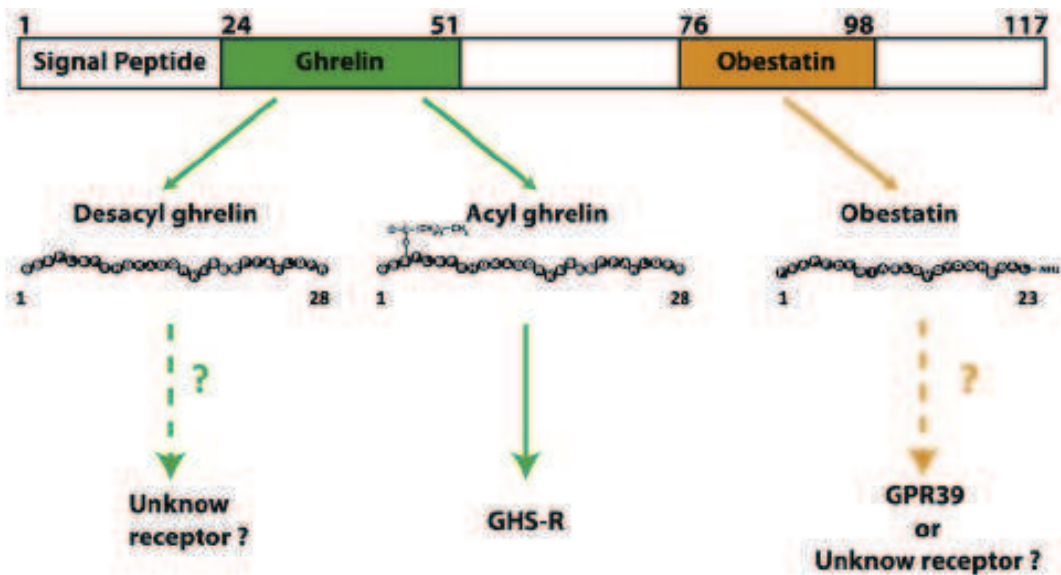 1 24 51 76 98 117
Signal Peptide Ghrelin Obestatin
Desacyl ghrelin Acyl ghrelin Obestatin
1 28 1 28 1 23
? ?
Unknow
receptor ?
GHS-R
GPR39
or
Unknow receptor ?